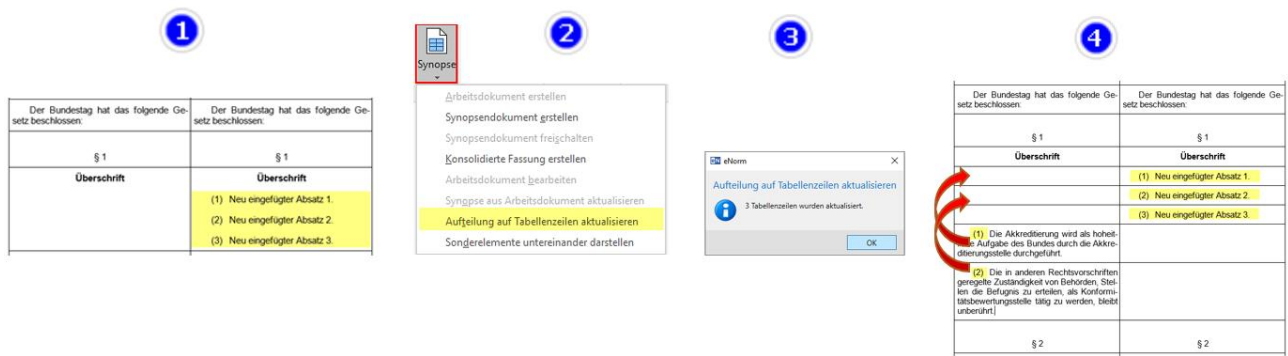 1
2
3
4
Der Bundestag hat das folgende Ge-
setz beschlossen:
Der Bundestag hat das folgende Ge-
setz beschlossen:
§ 1
§ 1
Überschrift
Überschrift
(1) Neu eingefügter Absatz 1.
(2) Neu eingefügter Absatz 2.
(3) Neu eingefügter Absatz 3.
Synopse
Arbeitsdokument erstellen
Synopsendokument erstellen
Synopsendokument freischalten
Konsolidierte Fassung erstellen
Arbeitsdokument bearbeiten
Synopse aus Arbeitsdokument aktualisieren
Aufteilung auf Tabellenzeilen aktualisieren
Sonderelemente untereinander darstellen
eNorm
Aufteilung auf Tabellenzeilen aktualisieren
3 Tabellenzeilen wurden aktualisiert.
OK
Der Bundestag hat das folgende Ge-
setz beschlossen:
Der Bundestag hat das folgende Ge-
setz beschlossen:
§ 1
§ 1
Überschrift
Überschrift
(1) Neu eingefügter Absatz 1.
(2) Neu eingefügter Absatz 2.
(3) Neu eingefügter Absatz 3.
(1) Die Akkreditierung wird als hoheit-
Aufgabe des Bundes durch die Akkre-
ditierungsstelle durchgeführt.
(2) Die in anderen Rechtsvorschriften
geregelte Zuständigkeit von Behörden, Stel-
len die Befugnis zu erteilen, als Konformi-
tätsbewertungsstelle tätig zu werden, bleibt
unberührt.
§ 2
§ 2